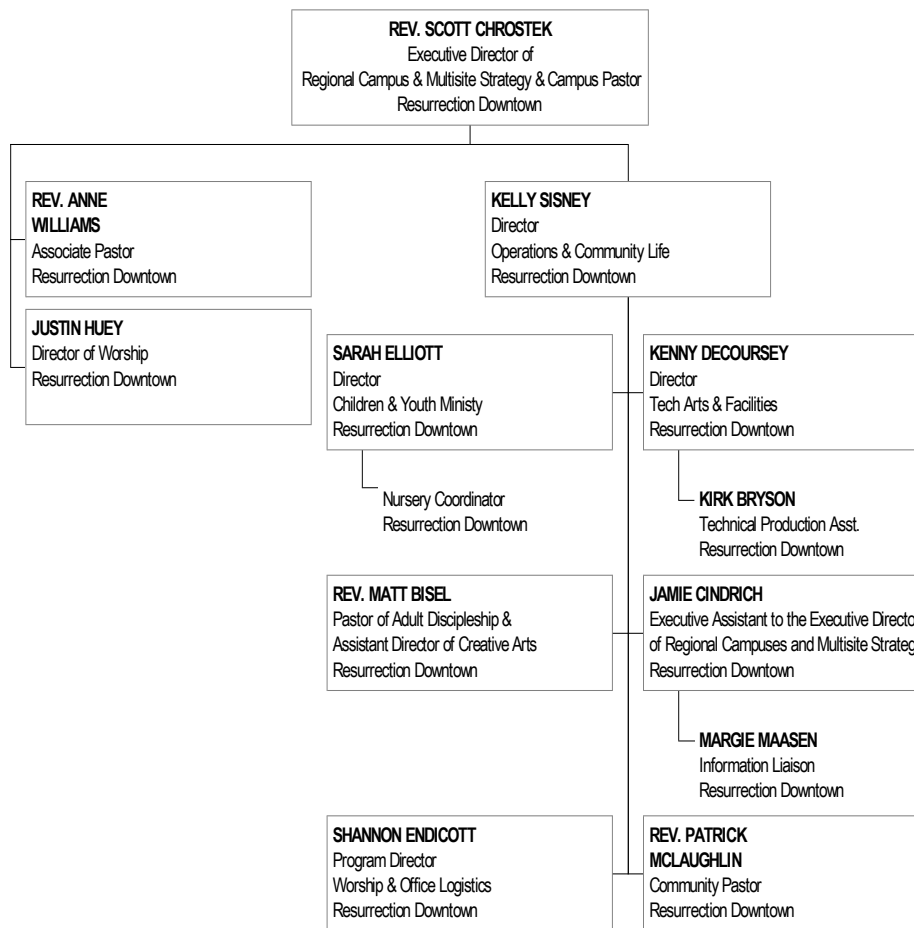 REV. SCOTT CHROSTEK
Executive Director of
Regional Campus & Multisite Strategy & Campus Pastor
Resurrection Downtown
REV. ANNE
WILLIAMS
Associate Pastor
Resurrection Downtown
KELLY SISNEY
Director
Operations & Community Life
Resurrection Downtown
JUSTIN HUEY
Director of Worship
Resurrection Downtown
SARAH ELLIOTT
Director
Children & Youth Ministy
Resurrection Downtown
KENNY DECOURSEY
Director
Tech Arts & Facilities
Resurrection Downtown
Nursery Coordinator
Resurrection Downtown
KIRK BRYSON
Technical Production Asst.
Resurrection Downtown
REV. MATT BISEL
Pastor of Adult Discipleship &
Assistant Director of Creative Arts
Resurrection Downtown
JAMIE CINDRICH
Executive Assistant to the Executive Directo
of Regional Campuses and Multisite Strateg
Resurrection Downtown
MARGIE MAASEN
Information Liaison
Resurrection Downtown
SHANNON ENDICOTT
Program Director
Worship & Office Logistics
Resurrection Downtown
REV. PATRICK
MCLAUGHLIN
Community Pastor
Resurrection Downtown